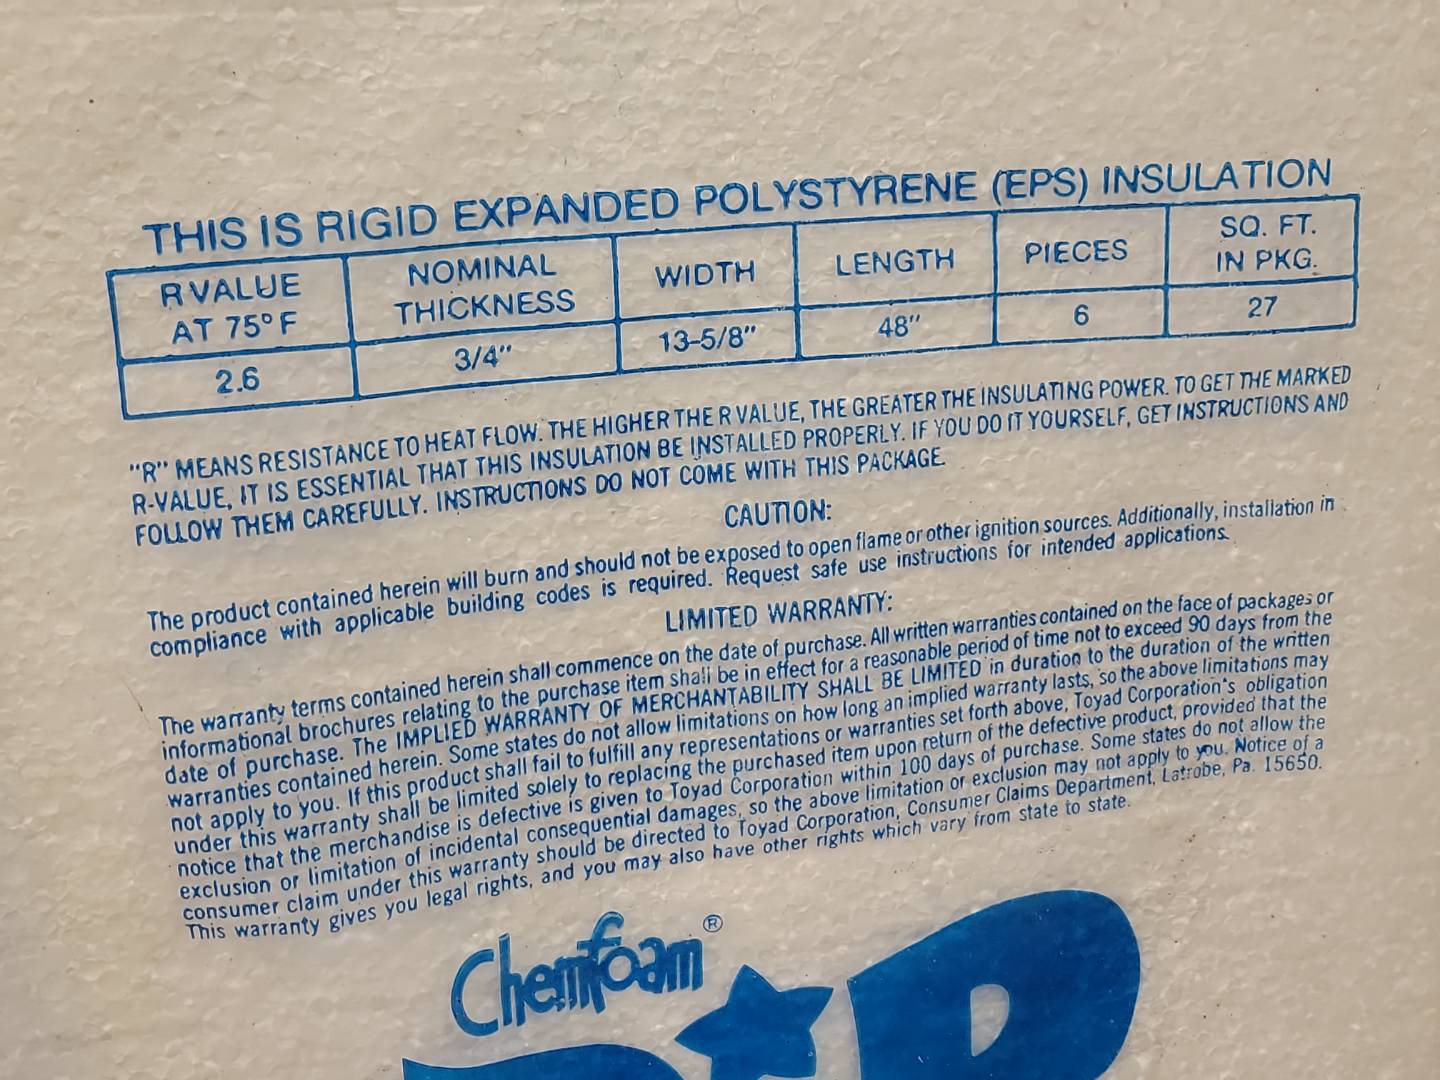 THIS IS RIGID EXPANDED POLYSTYRENE (EPS) INSULATION
R VALUE AT 75° F
NOMINAL THICKNESS
WIDTH
LENGTH
PIECES
SQ. FT. IN PKG.
2.6
3/4"
13-5/8"
48"
6
27
"R" MEANS RESISTANCE TO HEAT FLOW. THE HIGHER THE R VALUE, THE GREATER THE INSULATING POWER. TO GET THE MARKED
R-VALUE, IT IS ESSENTIAL THAT THIS INSULATION BE INSTALLED PROPERLY. IF YOU DO IT YOURSELF, GET INSTRUCTIONS AND
FOLLOW THEM CAREFULLY. INSTRUCTIONS DO NOT COME WITH THIS PACKAGE.
CAUTION:
The product contained herein will burn and should not be exposed to open flame or other ignition sources. Additionally, installation in
compliance with applicable building codes is required. Request safe use instructions for intended applications.
LIMITED WARRANTY:
The warranty terms contained herein shall commence on the date of purchase. All written warranties contained on the face of packages or
informational brochures relating to the purchase item shall be in effect for a reasonable period of time not to exceed 90 days from the
date of purchase. The IMPLIED WARRANTY OF MERCHANTABILITY SHALL BE LIMITED in duration to the duration of the written
warranties contained herein. Some states do not allow limitations on how long an implied warranty lasts, so the above limitations may
not apply to you. If this product shall fail to fulfill any representations or warranties set forth above, Toyad Corporation's obligation
under this warranty shall be limited solely to replacing the purchased item upon return of the defective product, provided that the
notice that the merchandise is defective is given to Toyad Corporation within 100 days of purchase. Some states do not allow the
exclusion or limitation of incidental consequential damages, so the above limitation or exclusion may not apply to you. Notice of a
consumer claim under this warranty should be directed to Toyad Corporation, Consumer Claims Department, Latrobe, Pa. 15650.
This warranty gives you legal rights, and you may also have other rights which vary from state to state.
Chemfoam®